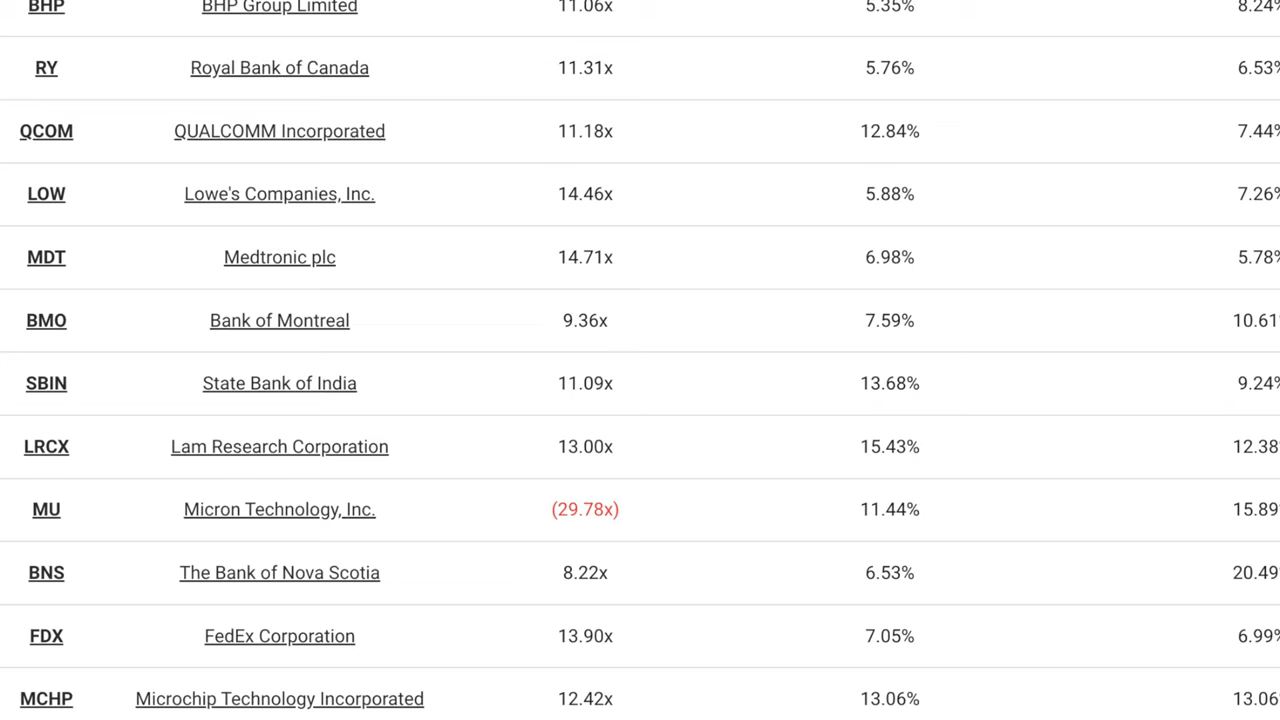 BHP BHP Group Limited 11.06x 5.35% 8.24%
RY Royal Bank of Canada 11.31x 5.76% 6.53%
QCOM QUALCOMM Incorporated 11.18x 12.84% 7.44%
LOW Lowe's Companies, Inc. 14.46x 5.88% 7.26%
MDT Medtronic plc 14.71x 6.98% 5.78%
BMO Bank of Montreal 9.36x 7.59% 10.61
SBIN State Bank of India 11.09x 13.68% 9.24%
LRCX Lam Research Corporation 13.00x 15.43% 12.38
MU Micron Technology, Inc. (29.78x) 11.44% 15.89
BNS The Bank of Nova Scotia 8.22x 6.53% 20.49
FDX FedEx Corporation 13.90x 7.05% 6.99%
MCHP Microchip Technology Incorporated 12.42x 13.06% 13.06